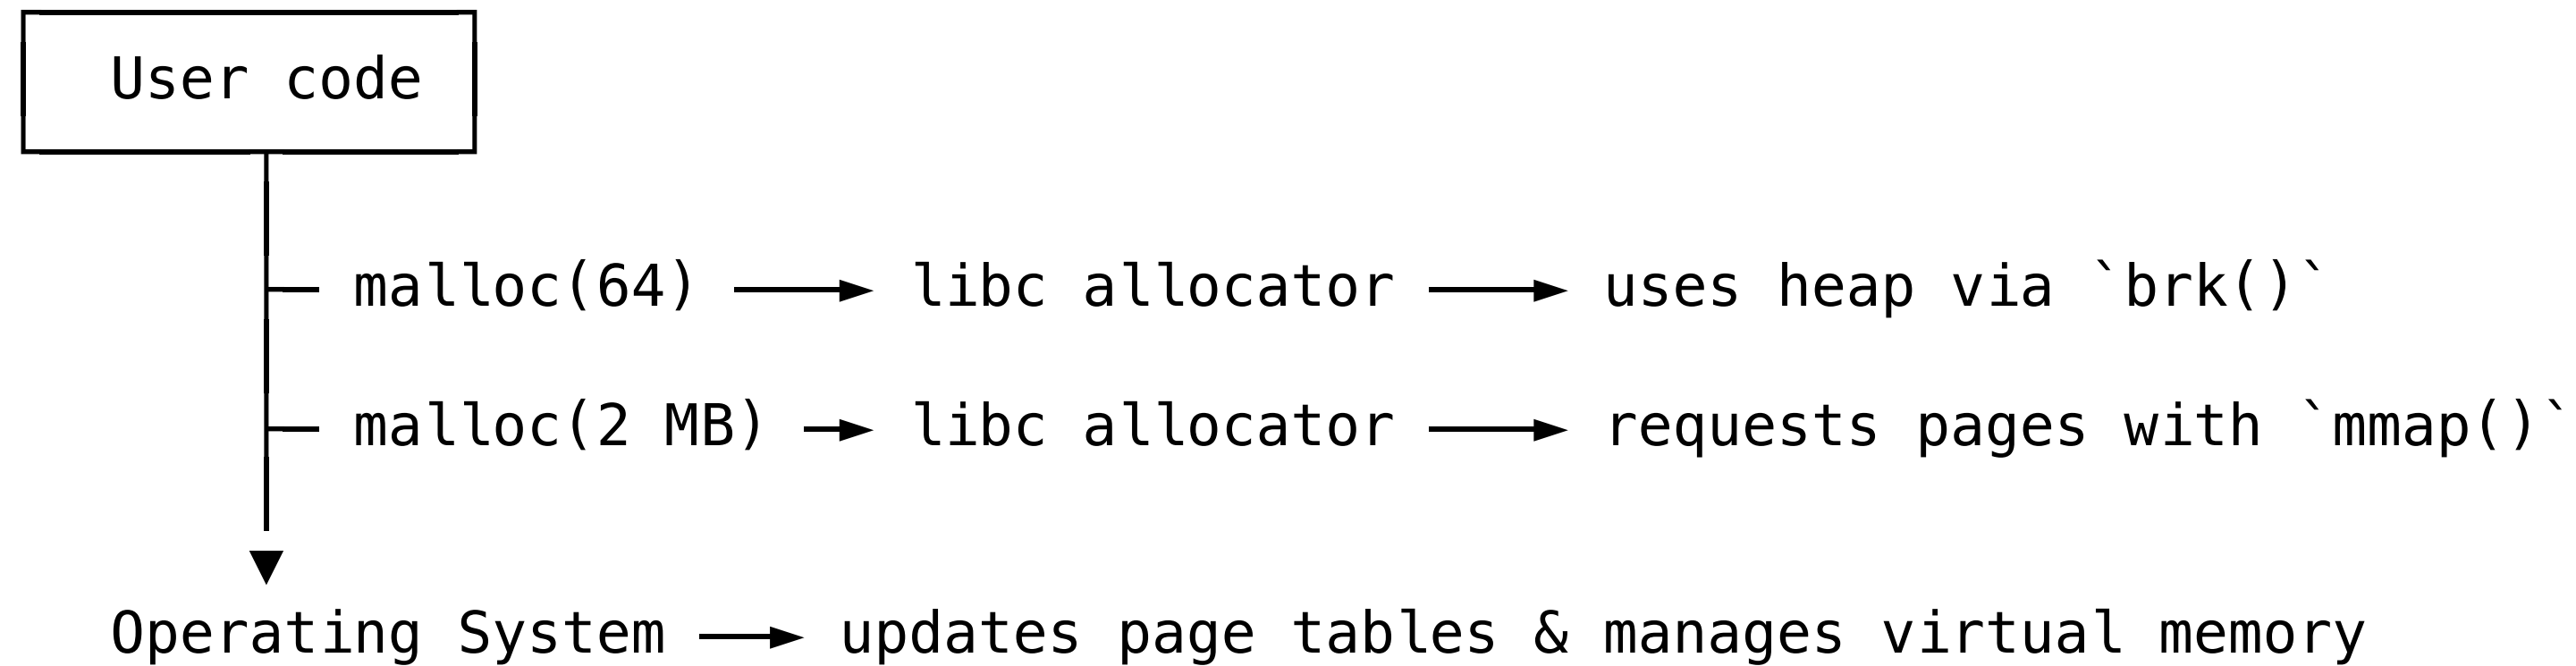 User code
malloc(64) libc allocator uses heap via `brk()`
malloc(2 MB) libc allocator requests pages with `mmap()`
Operating System updates page tables & manages virtual memory